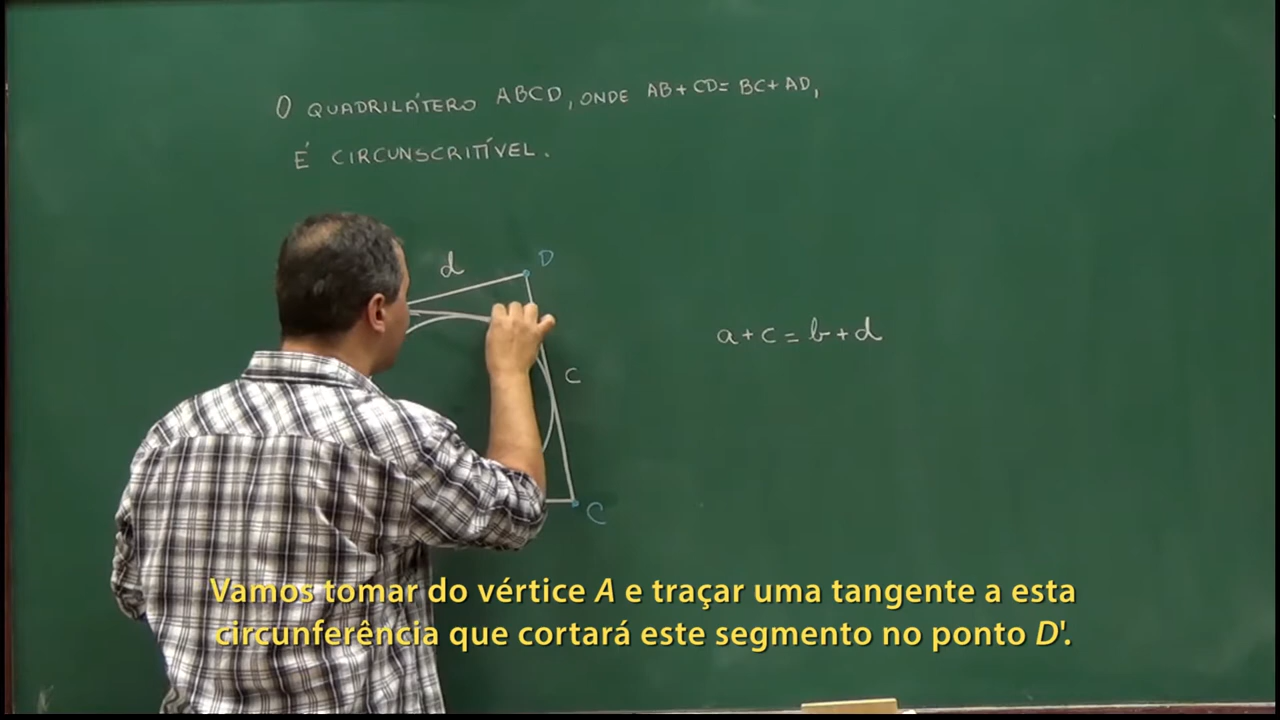 O QUADRILÁTERO ABCD, ONDE AB+CD=BC+AD,
É CIRCUNSCRITÍVEL.
d
D
a+c=b+d
C
C
Vamos tomar do vértice A e traçar uma tangente a esta
circunferência que cortará este segmento no ponto D'.